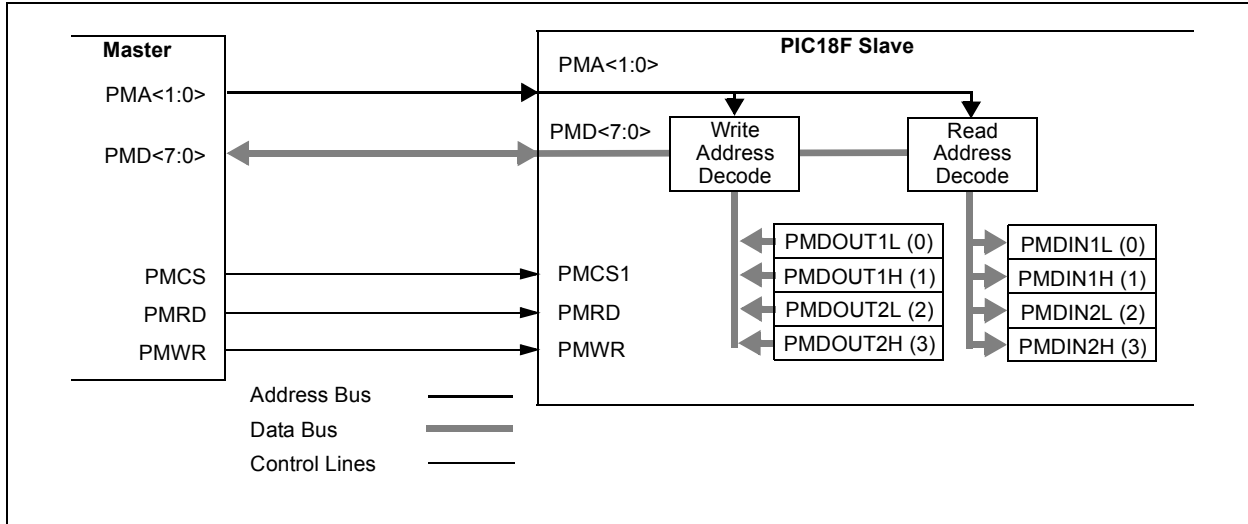 Master
PIC18F Slave
PMA<1:0>
PMA<1:0>
PMD<7:0>
PMD<7:0>
Write
Address
Decode
Read
Address
Decode
PMDOUT1L (0)
PMDOUT1H (1)
PMDOUT2L (2)
PMDOUT2H (3)
PMDIN1L (0)
PMDIN1H (1)
PMDIN2L (2)
PMDIN2H (3)
PMCS
PMCS1
PMRD
PMRD
PMWR
PMWR
Address Bus
Data Bus
Control Lines